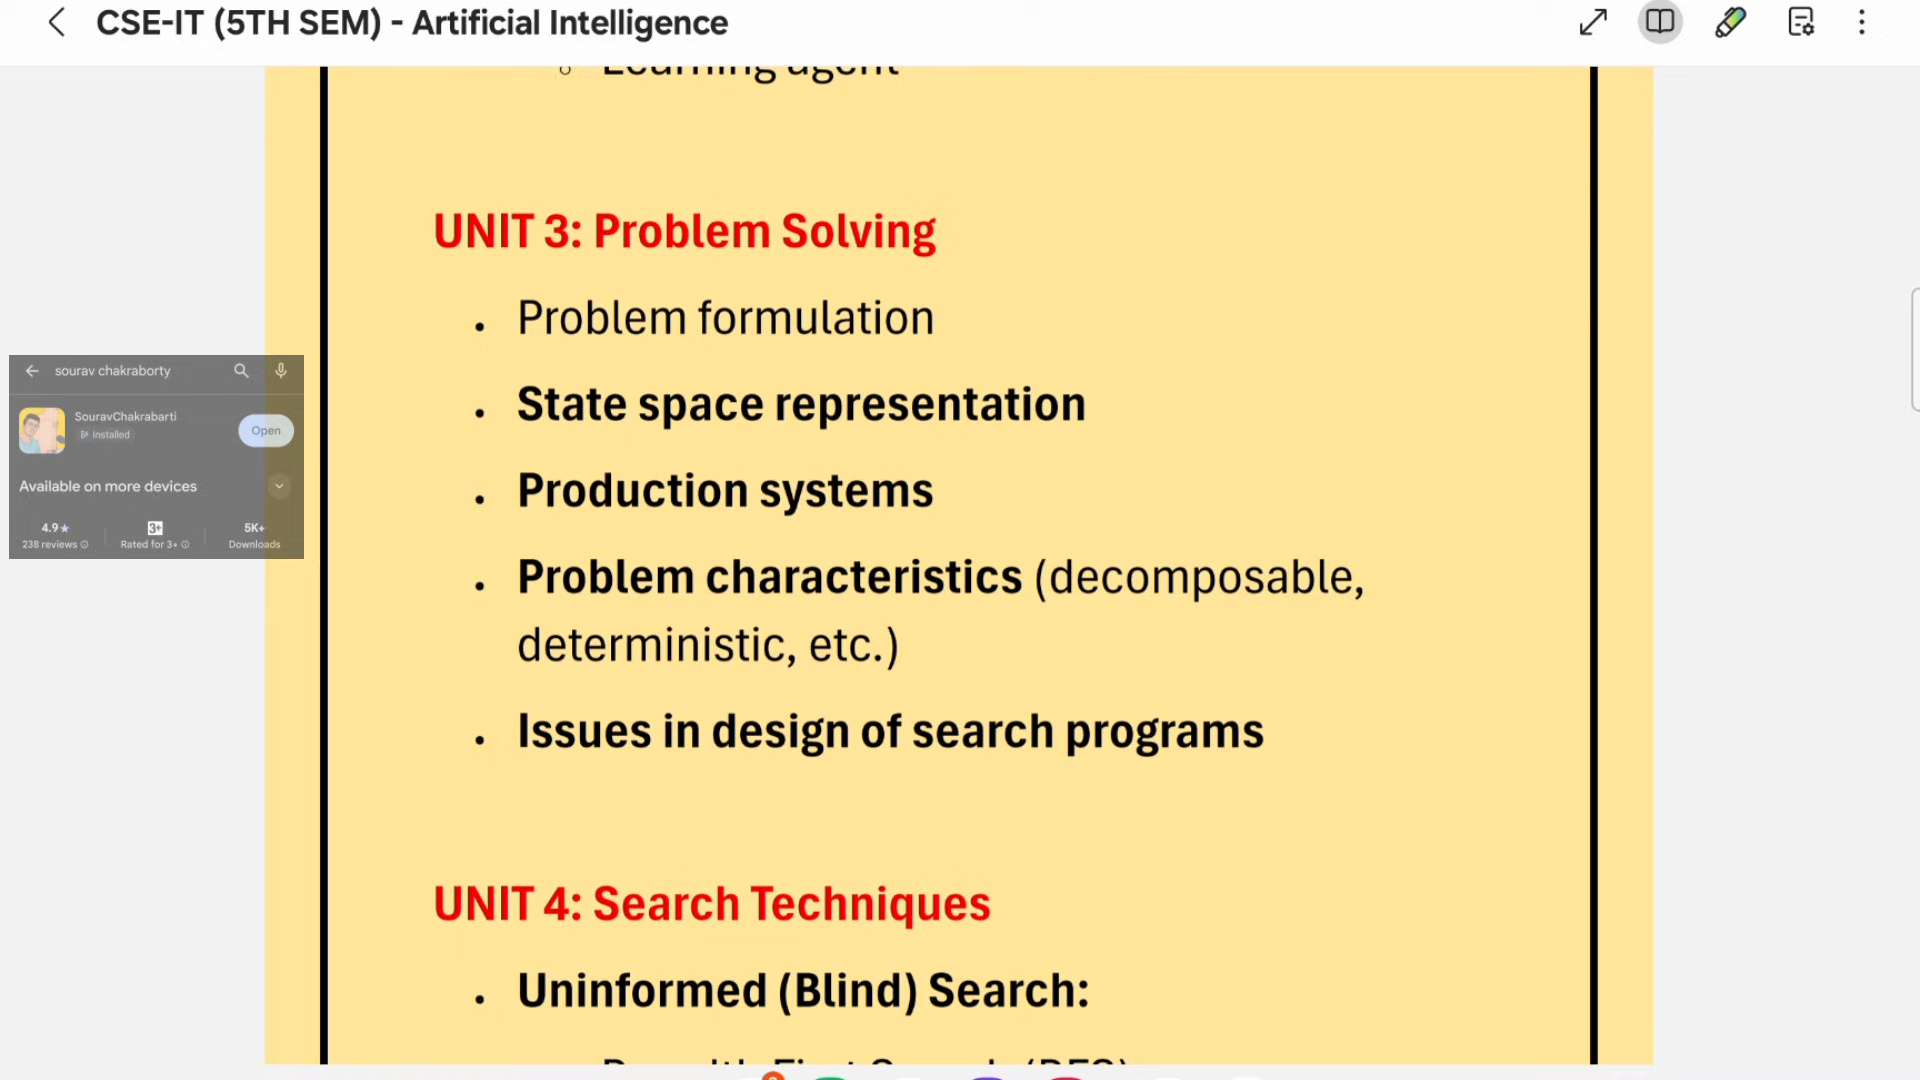 CSE-IT (5TH SEM) - Artificial Intelligence
Learning agent
UNIT 3: Problem Solving
Problem formulation
State space representation
Production systems
Problem characteristics (decomposable,
deterministic, etc.)
Issues in design of search programs
UNIT 4: Search Techniques
Uninformed (Blind) Search:
sourav chakraborty
SouravChakrabarti
Installed
Open
Available on more devices
4.9★ 3+ 5K+
238 reviews Rated for 3+ Downloads